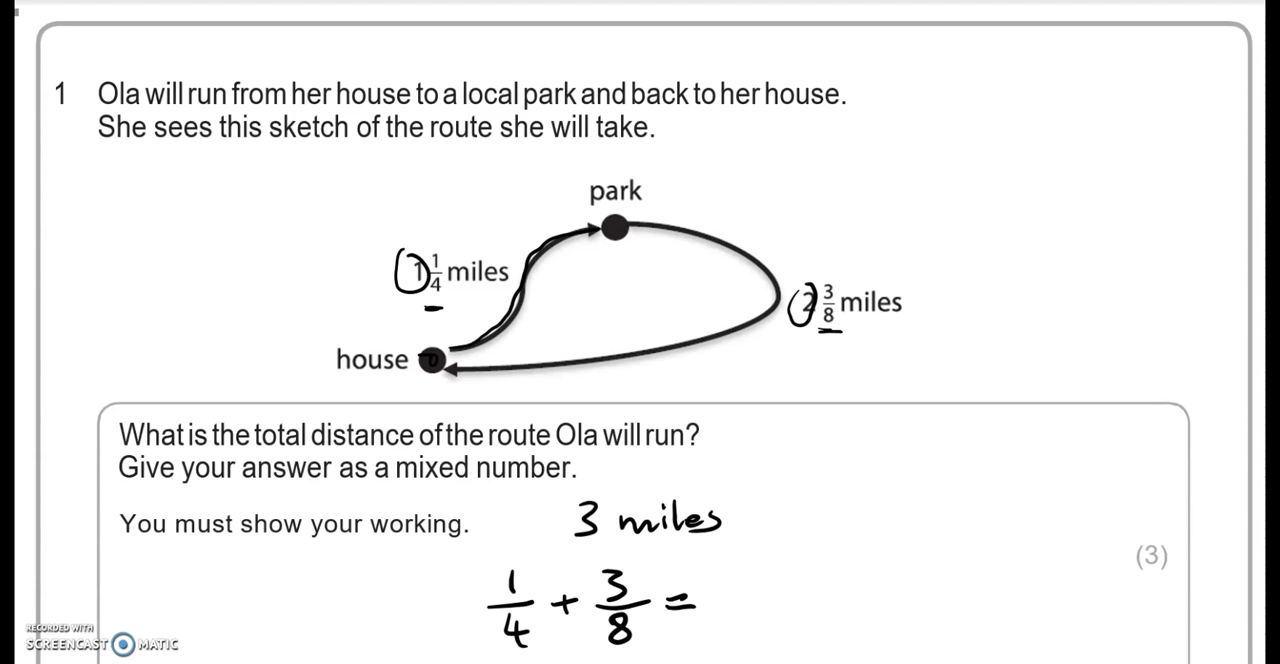 1 Ola will run from her house to a local park and back to her house.
She sees this sketch of the route she will take.
park
1 1/4 miles
2 3/8 miles
house
What is the total distance of the route Ola will run?
Give your answer as a mixed number.
You must show your working.
3 miles
(3)
1/4 + 3/8 =
RECORDED WITH
SCREENCAST MATIC